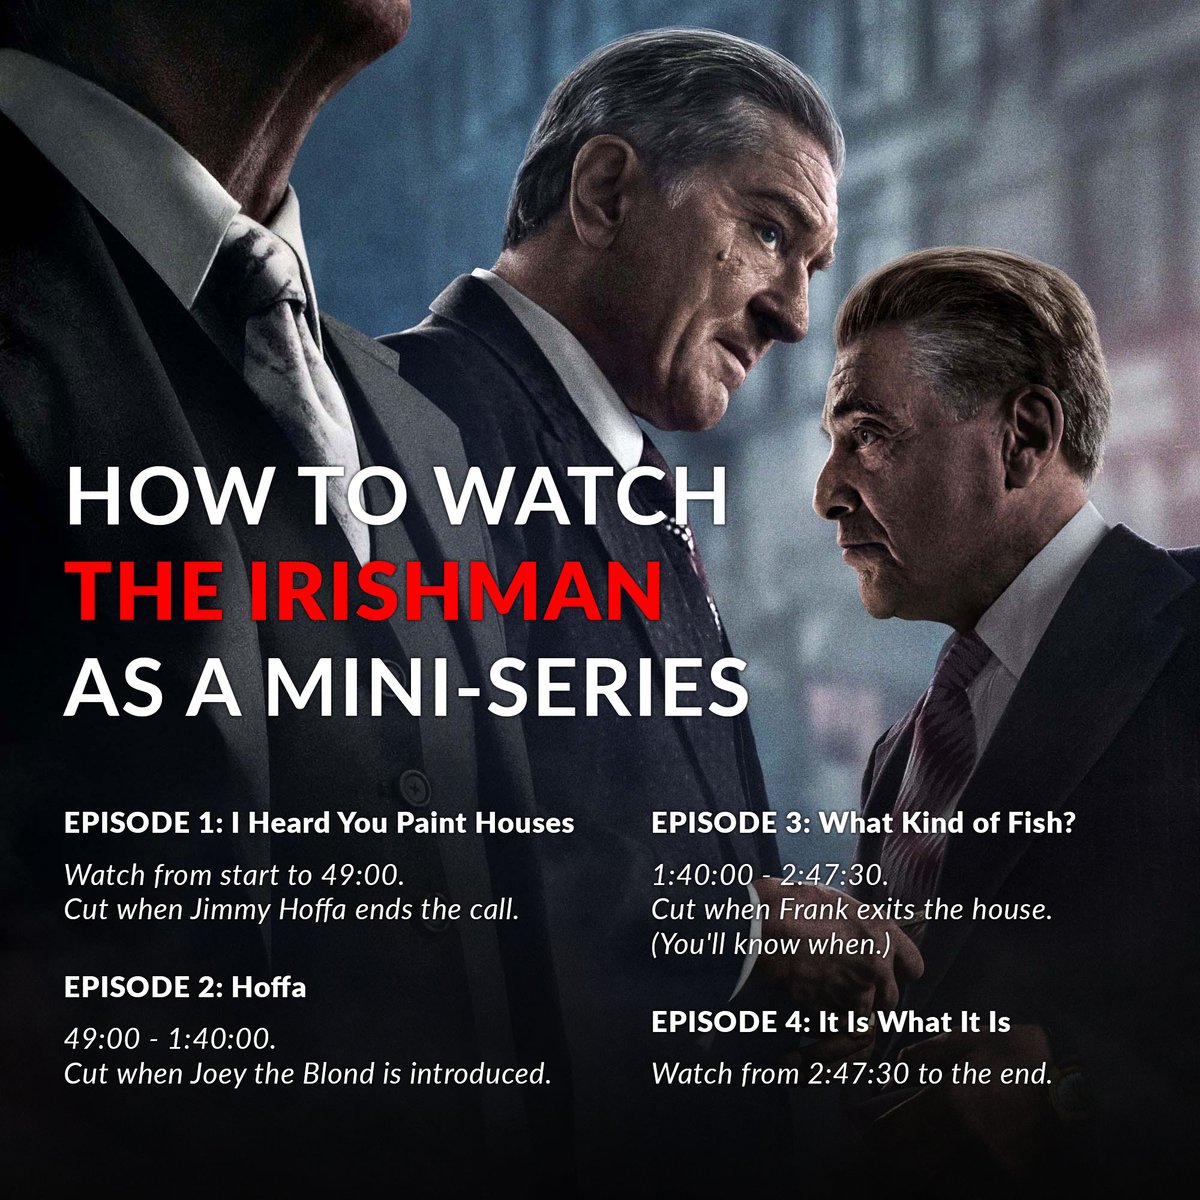 HOW TO WATCH
THE IRISHMAN
AS A MINI-SERIES
EPISODE 1: I Heard You Paint Houses
Watch from start to 49:00.
Cut when Jimmy Hoffa ends the call.
EPISODE 2: Hoffa
49:00 - 1:40:00.
Cut when Joey the Blond is introduced.
EPISODE 3: What Kind of Fish?
1:40:00 - 2:47:30.
Cut when Frank exits the house.
(You'll know when.)
EPISODE 4: It Is What It Is
Watch from 2:47:30 to the end.